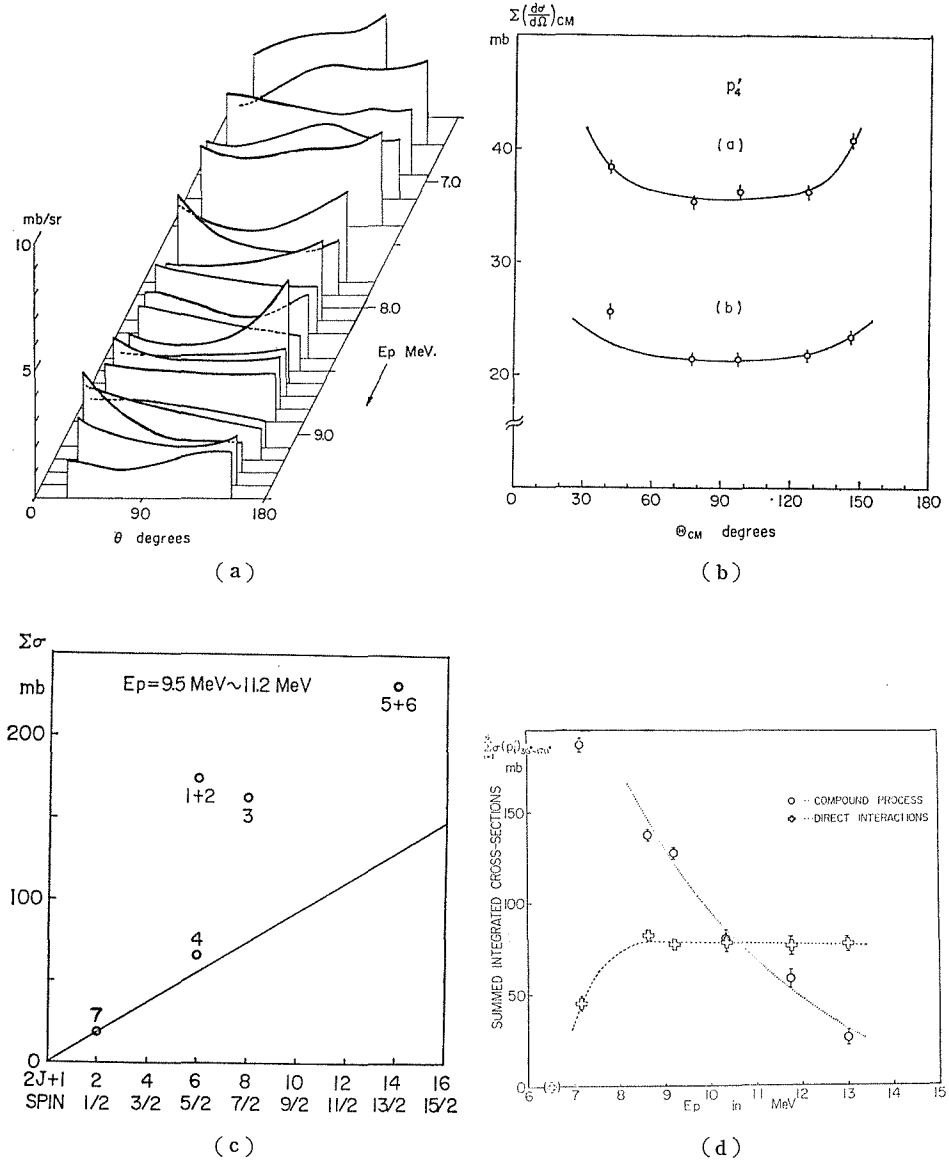 mb/sr
10
5
0
0
90
180
θ degrees
7.0
8.0
9.0
Ep MeV.
(a)
Σ(dσ/dΩ)CM
mb
40
30
20
p₄′
(a)
(b)
0
30
60
90
120
150
180
ΘCM degrees
(b)
Σσ
mb
200
100
0
Ep=9.5 MeV~11.2 MeV
5+6
1+2
3
4
7
2J+1 2 4 6 8 10 12 14 16
SPIN 1/2 3/2 5/2 7/2 9/2 11/2 13/2 15/2
(c)
mb
SUMMED INTEGRATED CROSS-SECTIONS
150
100
50
0
COMPOUND PROCESS
DIRECT INTERACTIONS
6 7 8 9 10 11 12 13 14 15
Ep in MeV
(d)